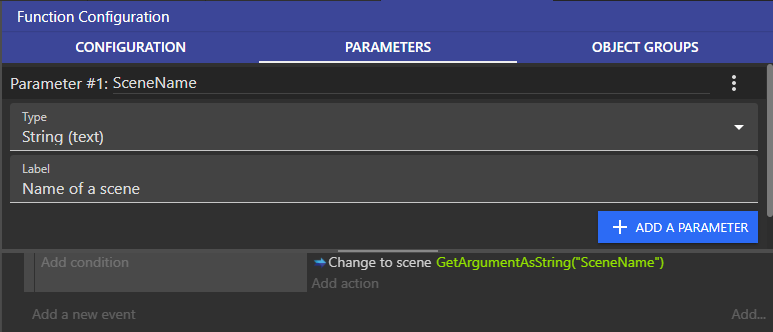 Function Configuration
CONFIGURATION PARAMETERS OBJECT GROUPS
Parameter #1: SceneName
Type
String (text)
Label
Name of a scene
ADD A PARAMETER
Add condition Change to scene GetArgumentAsString("SceneName")
Add action
Add a new event Add...